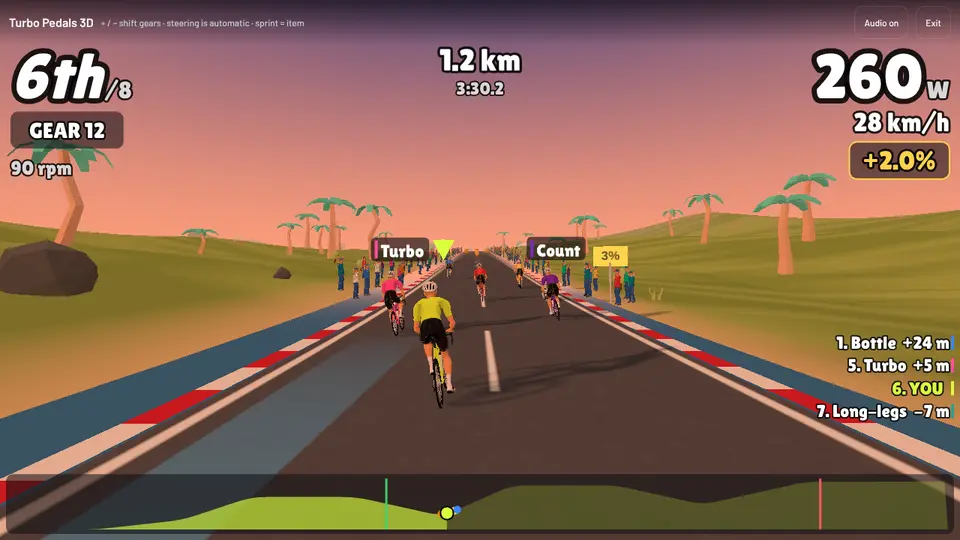 Turbo Pedals 3D + / − shift gears · steering is automatic · sprint = item
Audio on
Exit
6th/8
GEAR 12
90 rpm
1.2 km
3:30.2
260 W
28 km/h
+2.0%
Turbo
Count
3%
1. Bottle +24 m
5. Turbo +5 m
6. YOU
7. Long-legs −7 m